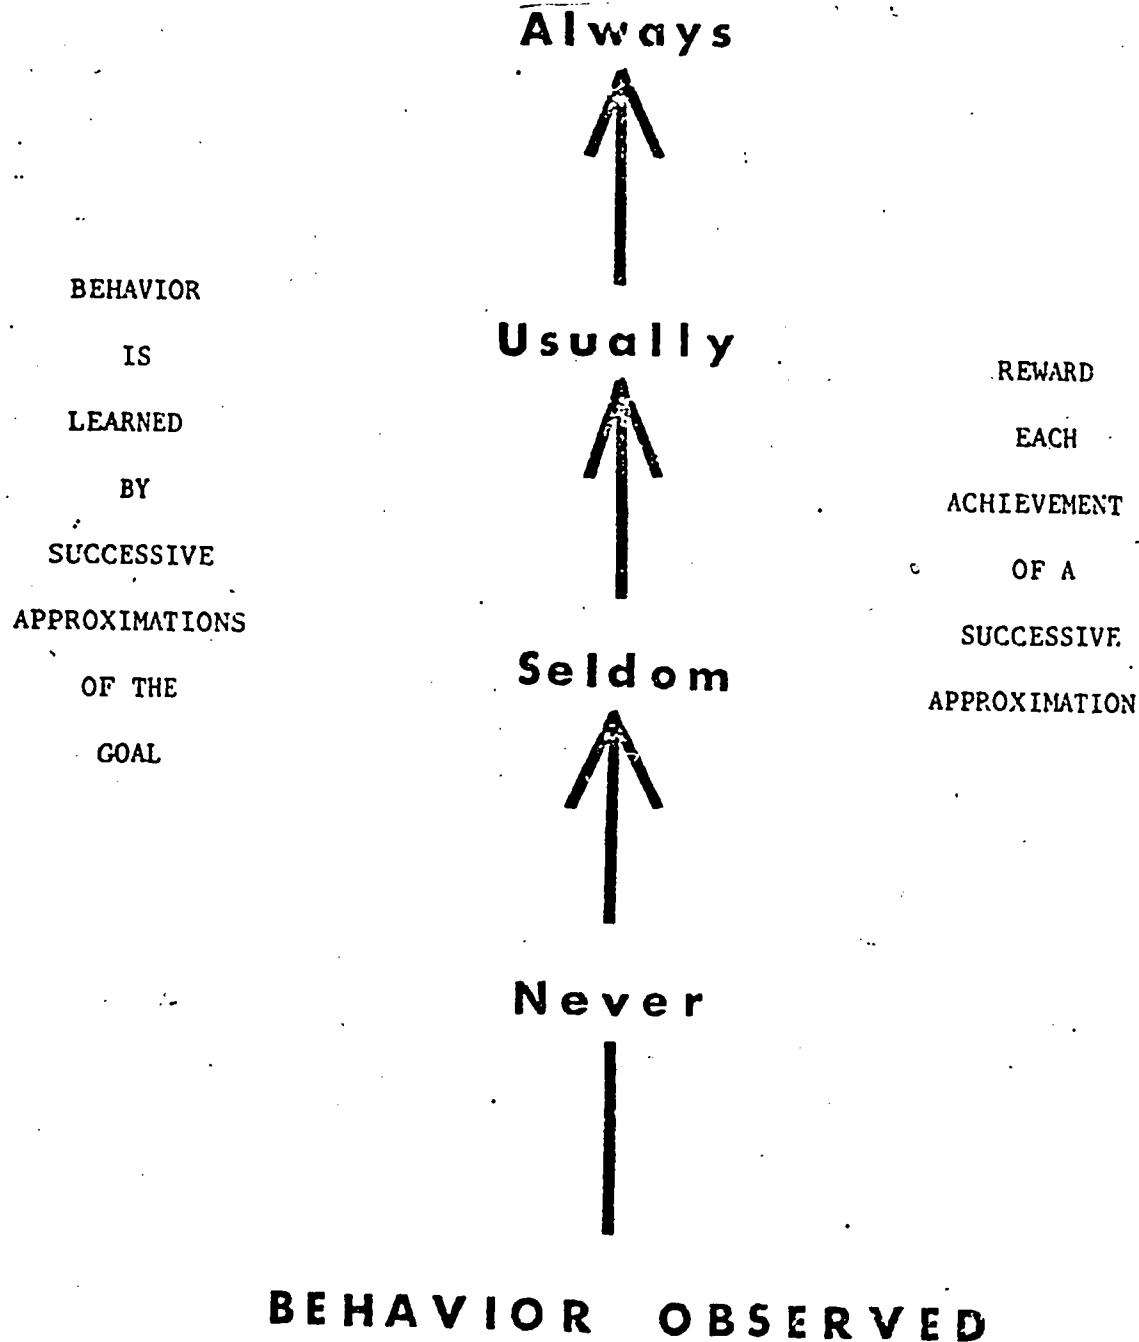 Always
Usually
Seldom
Never
BEHAVIOR
IS
LEARNED
BY
SUCCESSIVE
APPROXIMATIONS
OF THE
GOAL
REWARD
EACH
ACHIEVEMENT
OF A
SUCCESSIVE
APPROXIMATION
BEHAVIOR OBSERVED